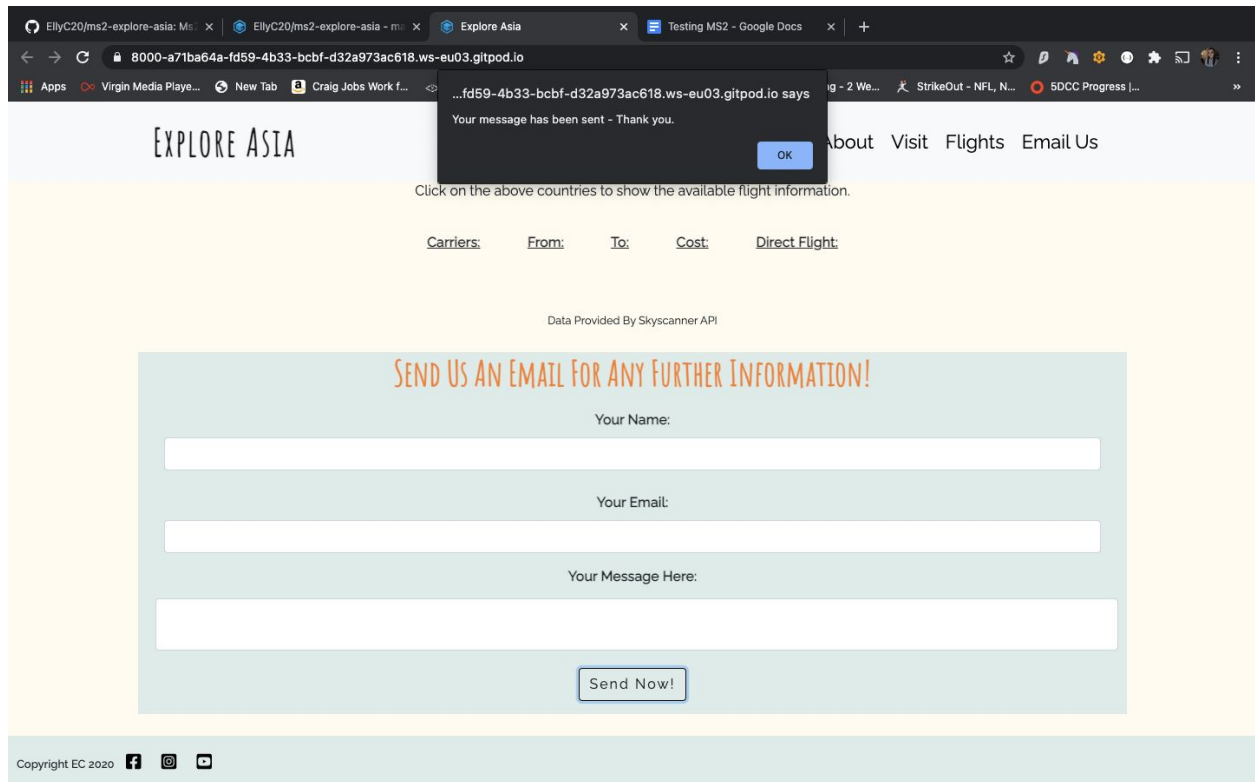 EllyC20/ms2-explore-asia: Ms2
EllyC20/ms2-explore-asia - ma
Explore Asia
Testing MS2 - Google Docs
8000-a71ba64a-fd59-4b33-bcbf-d32a973ac618.ws-eu03.gitpod.io
Apps Virgin Media Playe... New Tab Craig Jobs Work f... ng - 2 We... StrikeOut - NFL, N... 5DCC Progress |... »
...fd59-4b33-bcbf-d32a973ac618.ws-eu03.gitpod.io says
Your message has been sent - Thank you.
OK
Explore Asia
About Visit Flights Email Us
Click on the above countries to show the available flight information.
Carriers: From: To: Cost: Direct Flight:
Data Provided By Skyscanner API
Send Us An Email For Any Further Information!
Your Name:
Your Email:
Your Message Here:
Send Now!
Copyright EC 2020